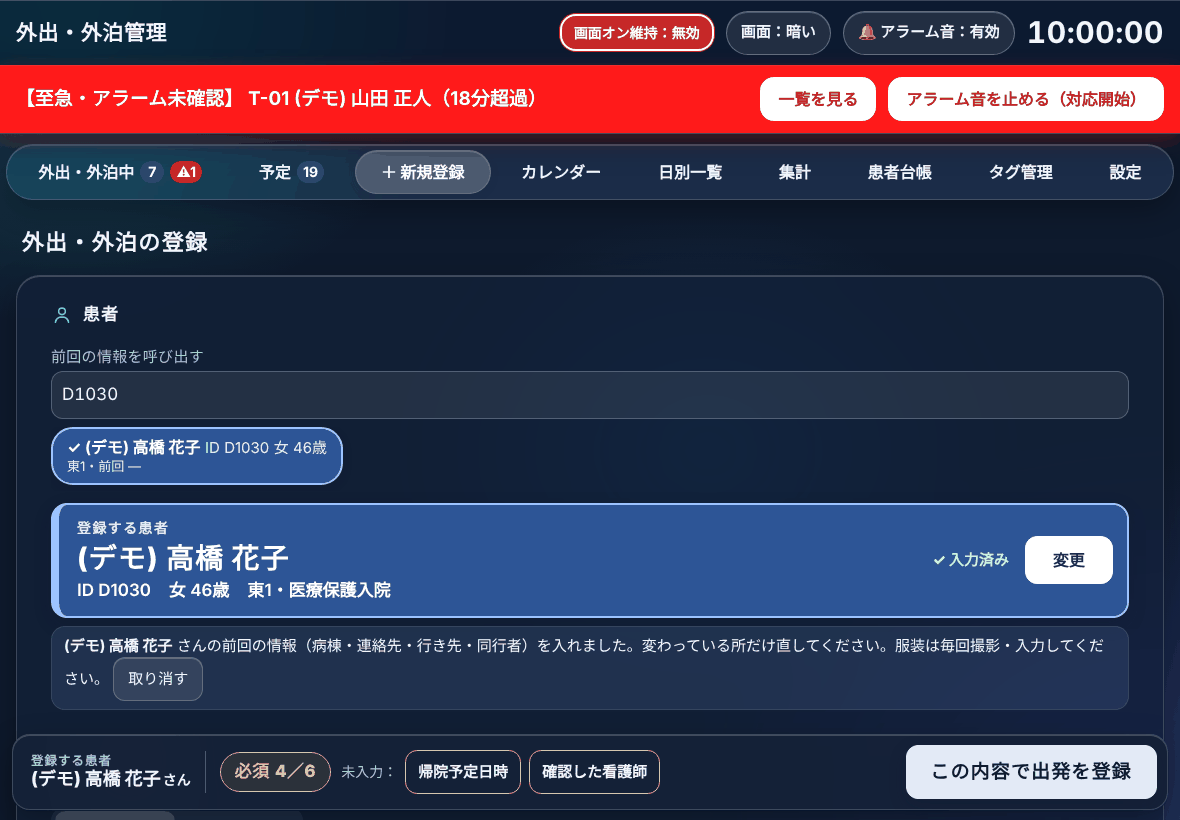 外出・外泊管理
画面オン維持：無効
画面：暗い
🔔 アラーム音：有効
10:00:00
【至急・アラーム未確認】 T-01 (デモ) 山田 正人（18分超過）
一覧を見る
アラーム音を止める（対応開始）
外出・外泊中 7 ▲1
予定 19
＋新規登録
カレンダー
日別一覧
集計
患者台帳
タグ管理
設定
外出・外泊の登録
患者
前回の情報を呼び出す
D1030
✓ (デモ) 高橋 花子 ID D1030 女 46歳
東1・前回 —
登録する患者
(デモ) 高橋 花子
ID D1030 女 46歳 東1・医療保護入院
✓ 入力済み
変更
(デモ) 高橋 花子 さんの前回の情報（病棟・連絡先・行き先・同行者）を入れました。変わっている所だけ直してください。服装は毎回撮影・入力してくだ
さい。 取り消す
登録する患者
(デモ) 高橋 花子 さん
必須 4／6
未入力：
帰院予定日時
確認した看護師
この内容で出発を登録